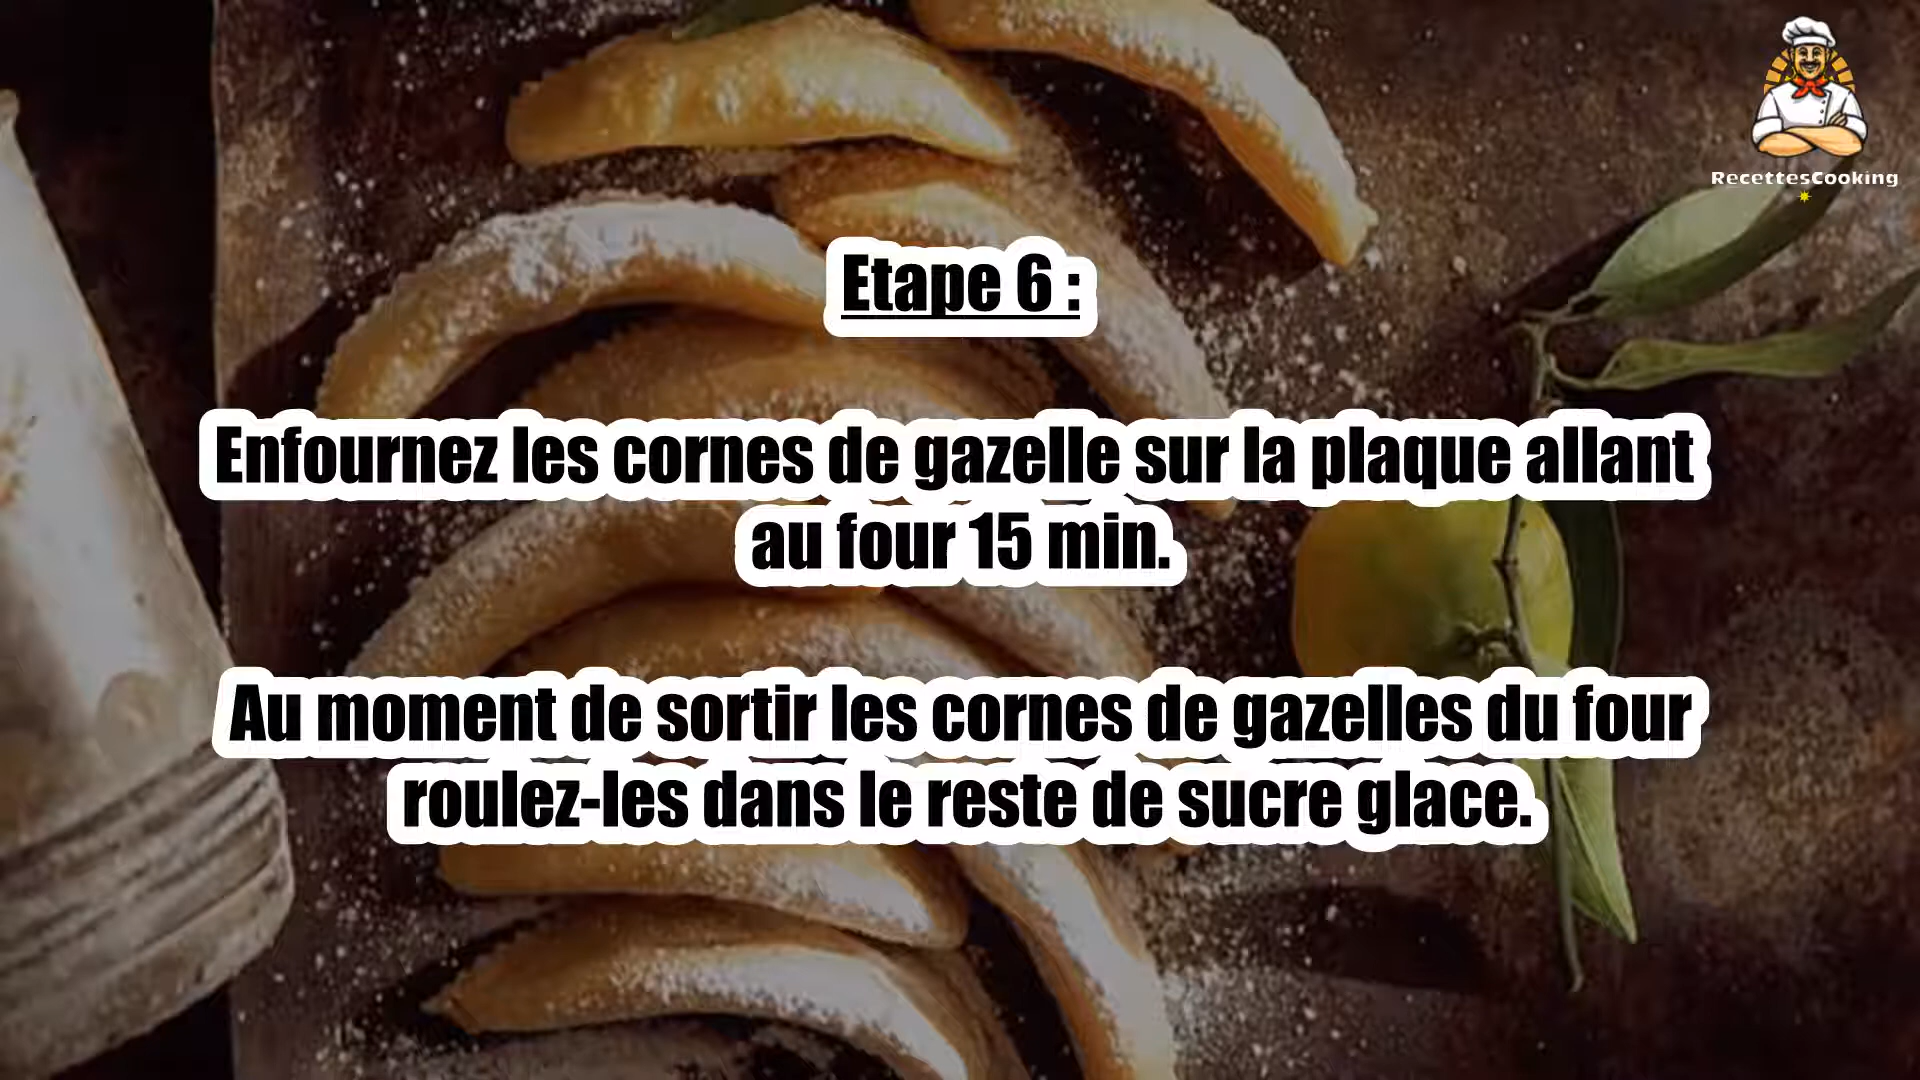 RecettesCooking
Etape 6 :
Enfournez les cornes de gazelle sur la plaque allant
au four 15 min.
Au moment de sortir les cornes de gazelles du four
roulez-les dans le reste de sucre glace.